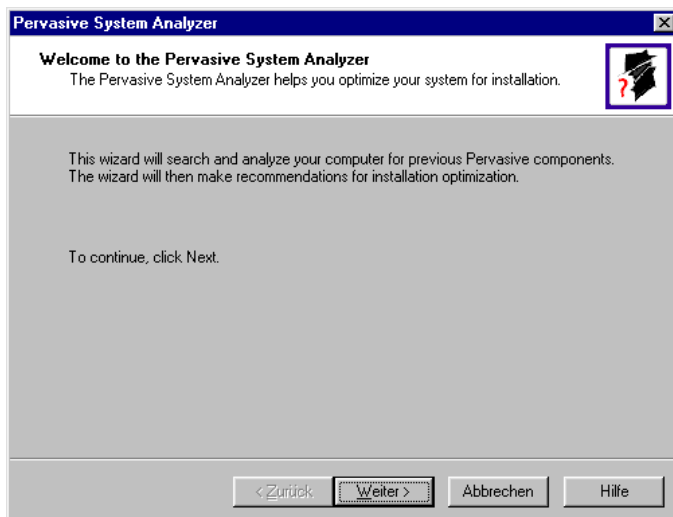 Pervasive System Analyzer
Welcome to the Pervasive System Analyzer
The Pervasive System Analyzer helps you optimize your system for installation.
?
This wizard will search and analyze your computer for previous Pervasive components.
The wizard will then make recommendations for installation optimization.
To continue, click Next.
< Zurück Weiter > Abbrechen Hilfe